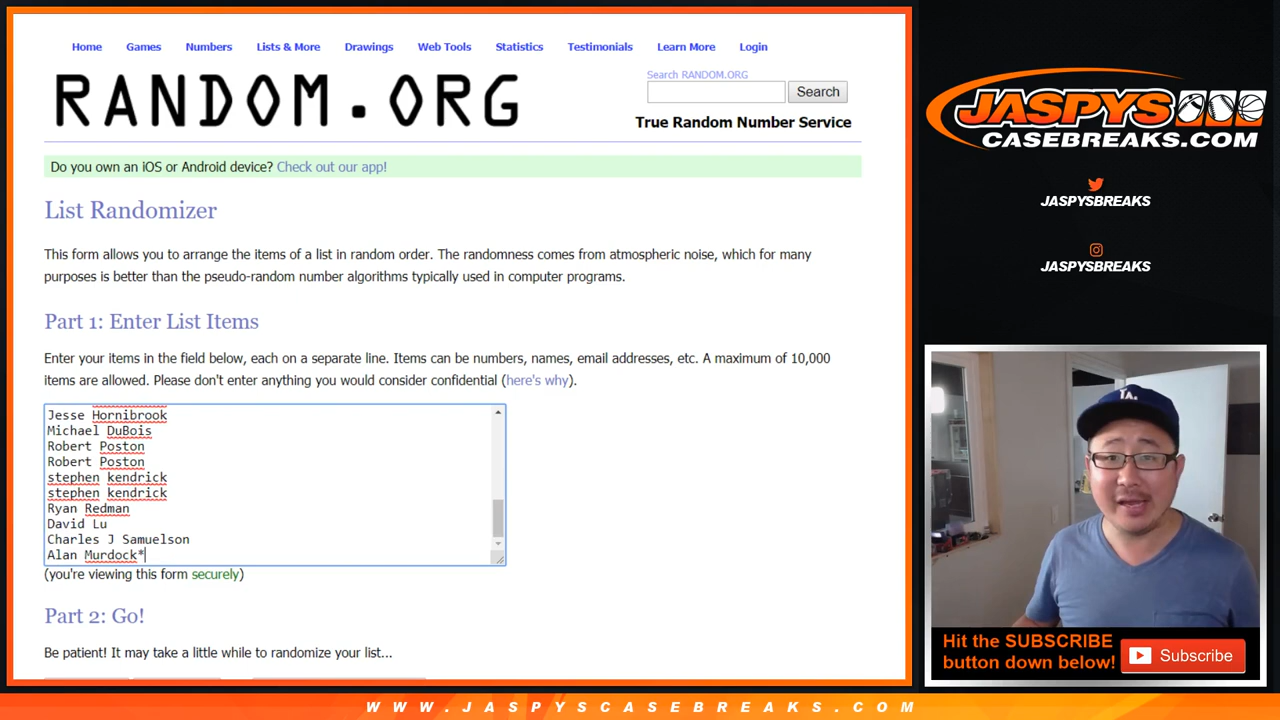 Home Games Numbers Lists & More Drawings Web Tools Statistics Testimonials Learn More Login
RANDOM.ORG
Search RANDOM.ORG
Search
True Random Number Service
Do you own an iOS or Android device? Check out our app!
List Randomizer
This form allows you to arrange the items of a list in random order. The randomness comes from atmospheric noise, which for many
purposes is better than the pseudo-random number algorithms typically used in computer programs.
Part 1: Enter List Items
Enter your items in the field below, each on a separate line. Items can be numbers, names, email addresses, etc. A maximum of 10,000
items are allowed. Please don't enter anything you would consider confidential (here's why).
Jesse Hornibrook
Michael DuBois
Robert Poston
Robert Poston
stephen kendrick
stephen kendrick
Ryan Redman
David Lu
Charles J Samuelson
Alan Murdock*
(you're viewing this form securely)
Part 2: Go!
Be patient! It may take a little while to randomize your list...
JASPYS
CASEBREAKS.COM
JASPYSBREAKS
JASPYSBREAKS
LA
Hit the SUBSCRIBE
button down below!
Subscribe
WWW.JASPYSCASEBREAKS.COM